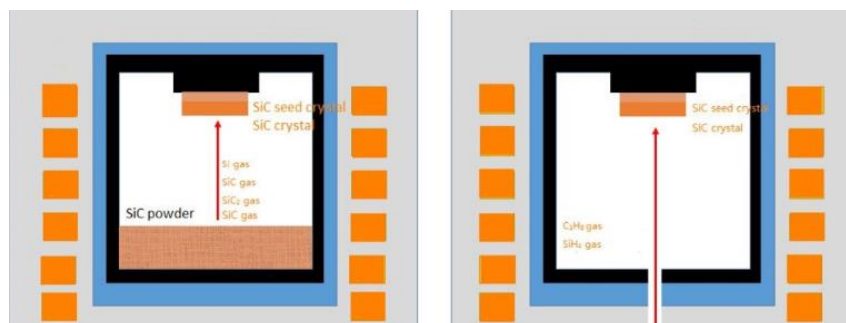 SiC seed crystal
SiC crystal
Si gas
SiC gas
SiC₂ gas
SiC gas
SiC powder
SiC seed crystal
SIC crystal
C₃H₈ gas
SiH₄ gas